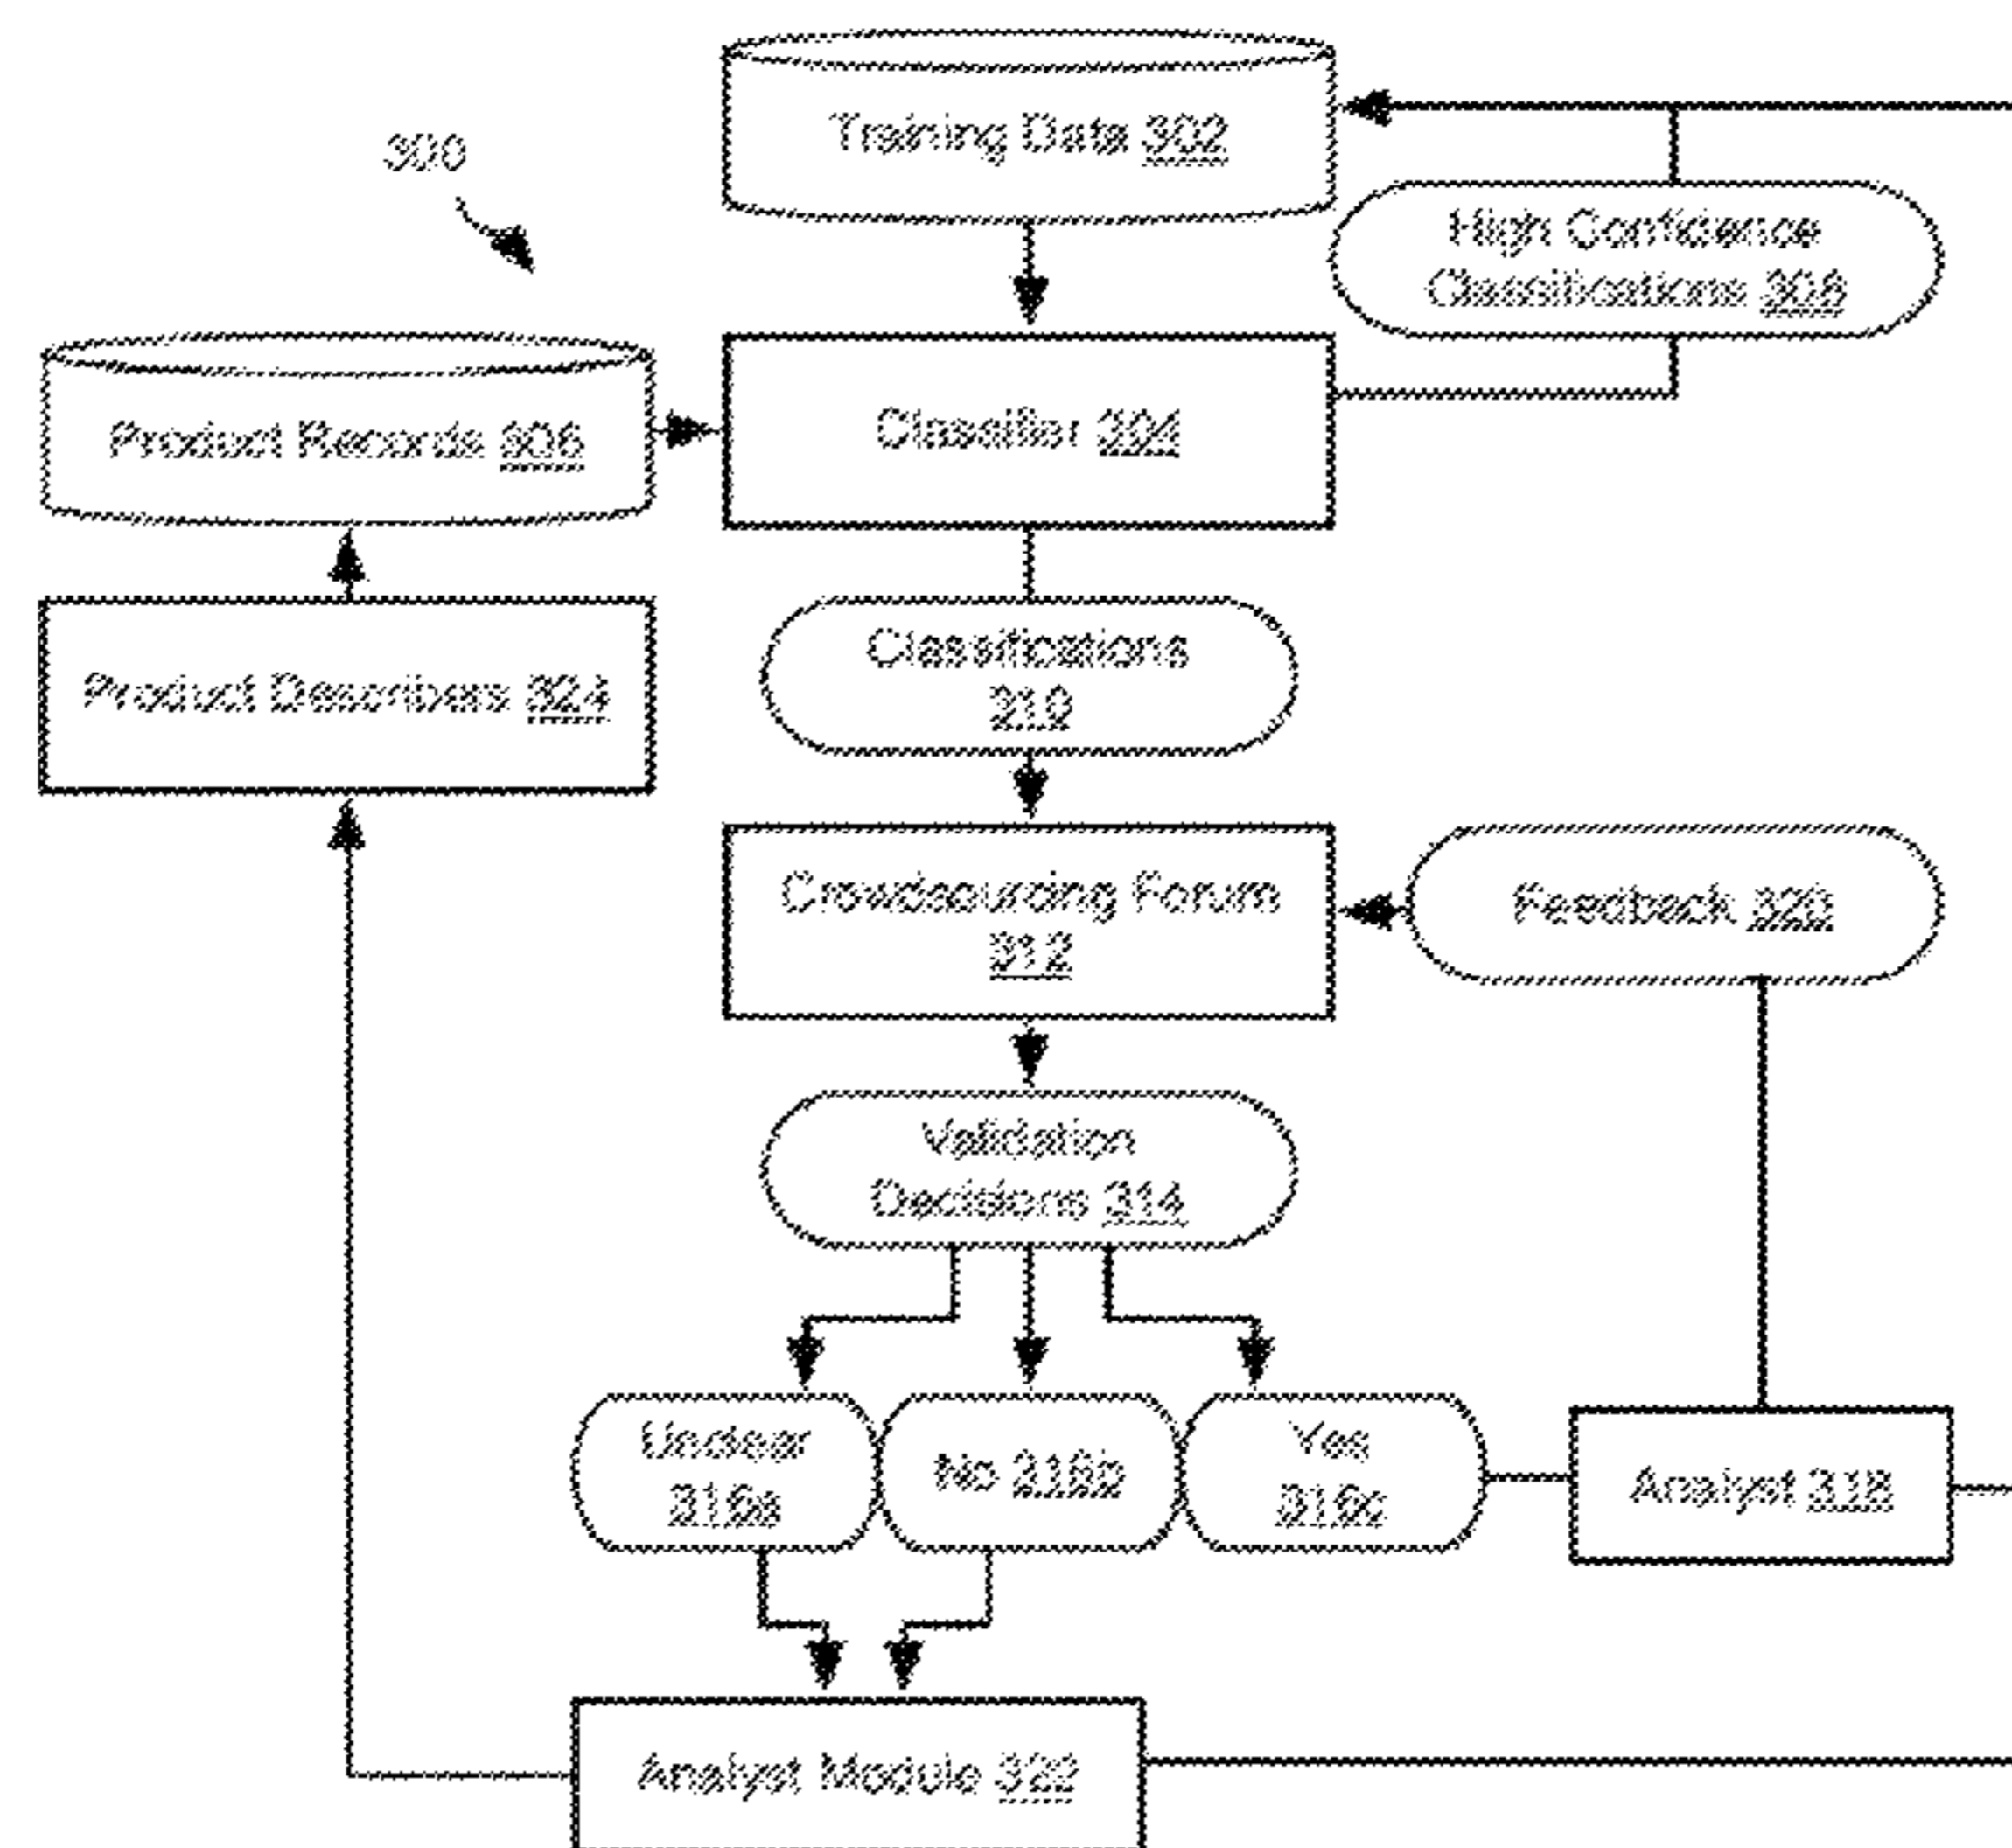 300
Training Data 302
High Confidence
Classifications 308
Product Records 306
Classifier 304
Classifications
310
Product Describers 324
Crowdsourcing Forum
312
Feedback 320
Validation
Decisions 314
Unclear
316a
No 316b
Yes
316c
Analyst 318
Analyst Module 322